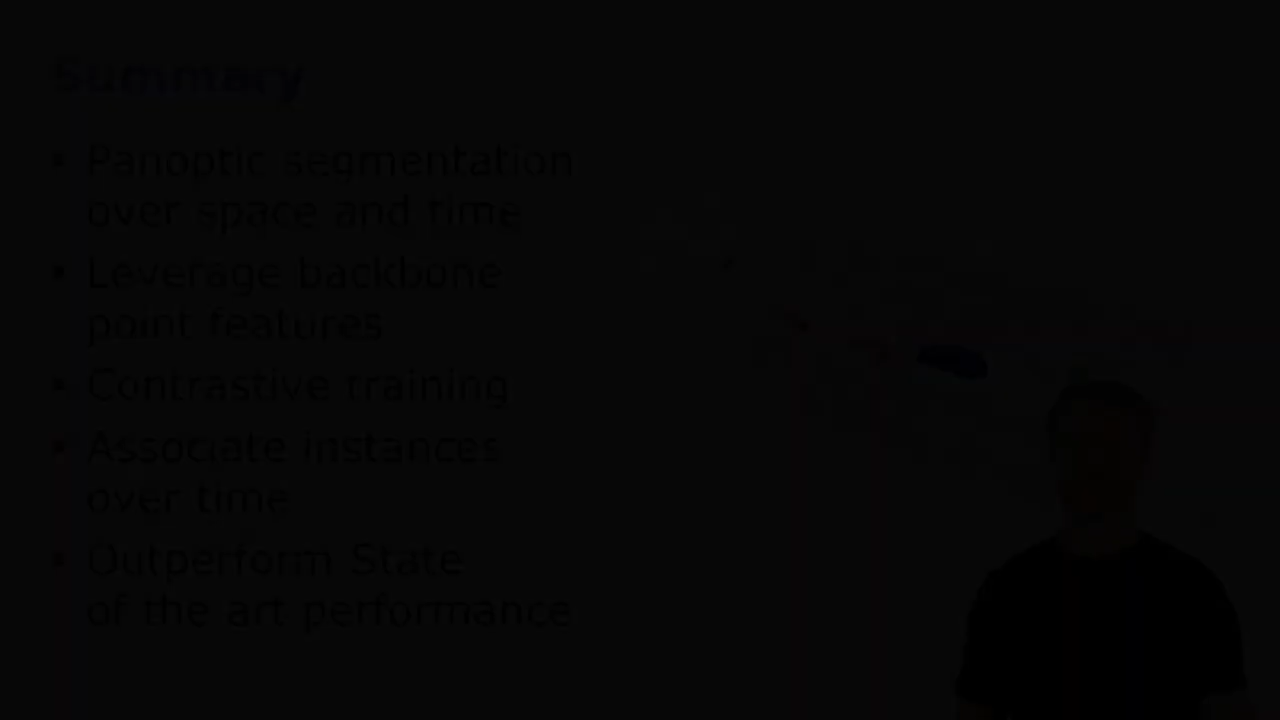 Summary
• Panoptic segmentation
over space and time
• Leverage backbone
point features
• Contrastive training
• Associate instances
over time
• Outperform State
of the art performance